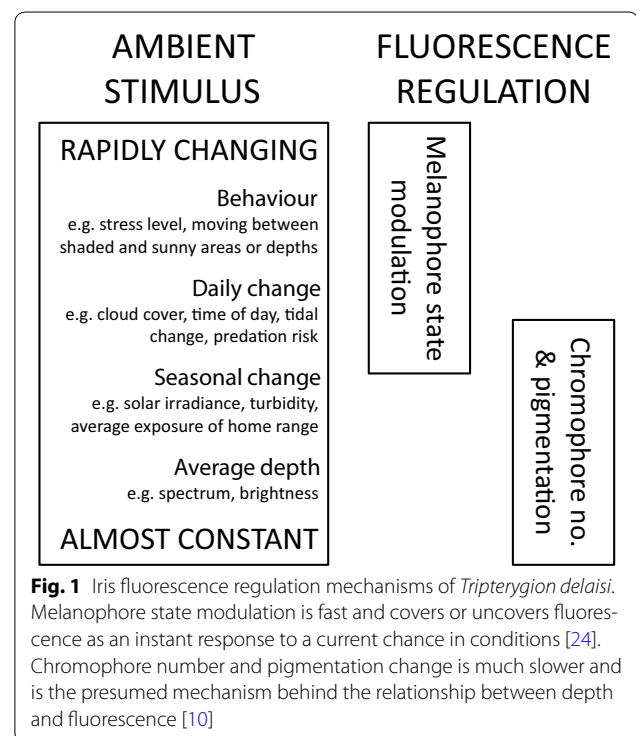 AMBIENT
STIMULUS
FLUORESCENCE
REGULATION
RAPIDLY CHANGING
Behaviour
e.g. stress level, moving between
shaded and sunny areas or depths
Daily change
e.g. cloud cover, time of day, tidal
change, predation risk
Seasonal change
e.g. solar irradiance, turbidity,
average exposure of home range
Average depth
e.g. spectrum, brightness
ALMOST CONSTANT
Melanophore state
modulation
Chromophore no.
& pigmentation
Fig. 1 Iris fluorescence regulation mechanisms of Tripterygion delaisi.
Melanophore state modulation is fast and covers or uncovers fluores-
cence as an instant response to a current chance in conditions [24].
Chromophore number and pigmentation change is much slower and
is the presumed mechanism behind the relationship between depth
and fluorescence [10]